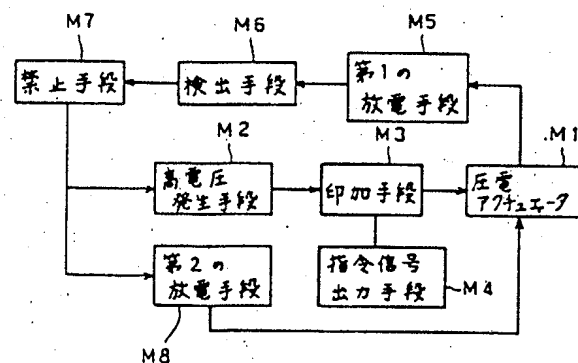 M7
M6
M5
禁止手段
検出手段
第1の
放電手段
M2
M3
M1
高電圧
発生手段
印加手段
圧電
アクチュエータ
第2の
放電手段
指令信号
出力手段
M4
M8